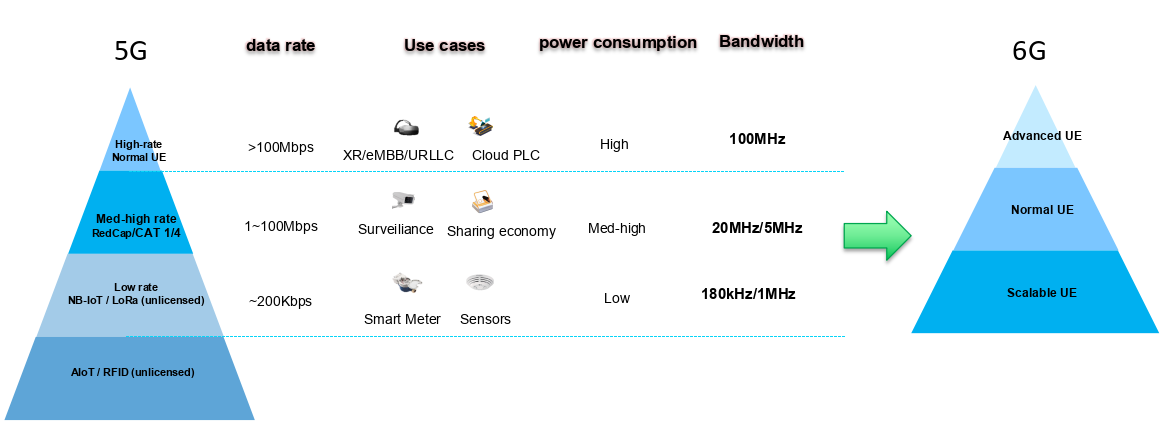 5G
data rate
Use cases
power consumption
Bandwidth
6G
High-rate
Normal UE
>100Mbps
XR/eMBB/URLLC
Cloud PLC
High
100MHz
Advanced UE
Med-high rate
RedCap/CAT 1/4
1~100Mbps
Surveiliance
Sharing economy
Med-high
20MHz/5MHz
Normal UE
Low rate
NB-IoT / LoRa (unlicensed)
~200Kbps
Smart Meter
Sensors
Low
180kHz/1MHz
Scalable UE
AIoT / RFID (unlicensed)